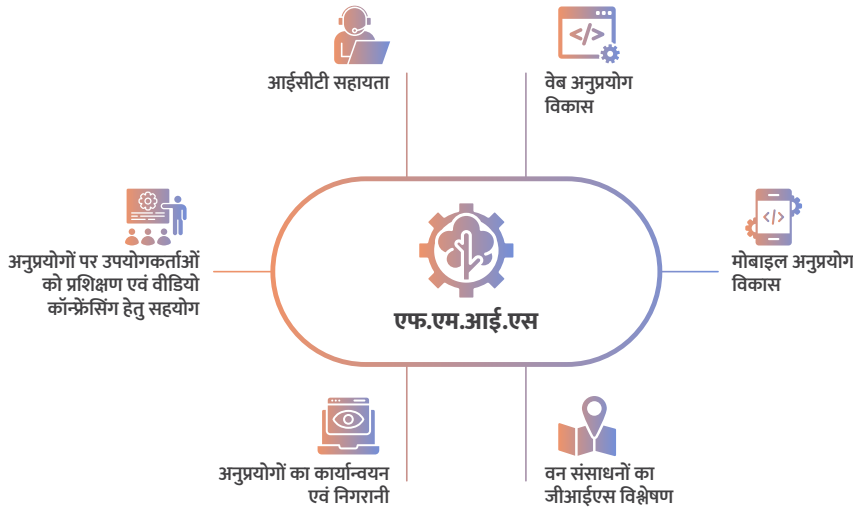 आईसीटी सहायता
वेब अनुप्रयोग
विकास
अनुप्रयोगों पर उपयोगकर्ताओं
को प्रशिक्षण एवं वीडियो
कॉन्फ्रेंसिंग हेतु सहयोग
एफ.एम.आई.एस
मोबाइल अनुप्रयोग
विकास
अनुप्रयोगों का कार्यान्वयन
एवं निगरानी
वन संसाधनों का
जीआईएस विश्लेषण